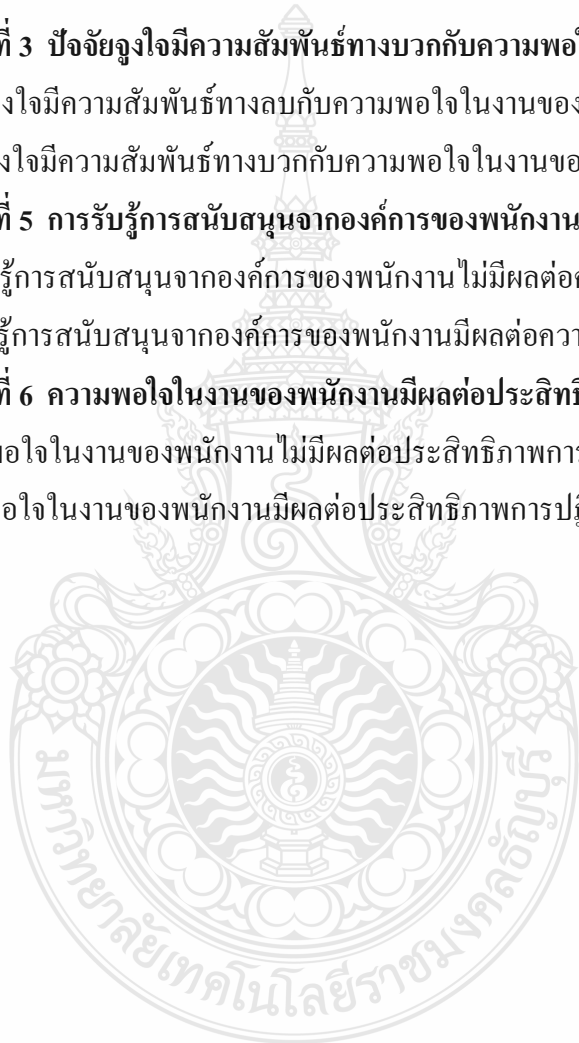 ที่ 3 ปัจจัยจูงใจมีความสัมพันธ์ทางบวกกับความพอใ
งใจมีความสัมพันธ์ทางลบกับความพอใจในงานของ
งใจมีความสัมพันธ์ทางบวกกับความพอใจในงานของ
ที่ 5 การรับรู้การสนับสนุนจากองค์การของพนักงาน
รู้การสนับสนุนจากองค์การของพนักงานไม่มีผลต่อค
รู้การสนับสนุนจากองค์การของพนักงานมีผลต่อควา
ที่ 6 ความพอใจในงานของพนักงานมีผลต่อประสิทธิ
พอใจในงานของพนักงานไม่มีผลต่อประสิทธิภาพการ
อใจในงานของพนักงานมีผลต่อประสิทธิภาพการปฏิ
มหาวิทยาลัยเทคโนโลยีราชมงคลธัญบุรี